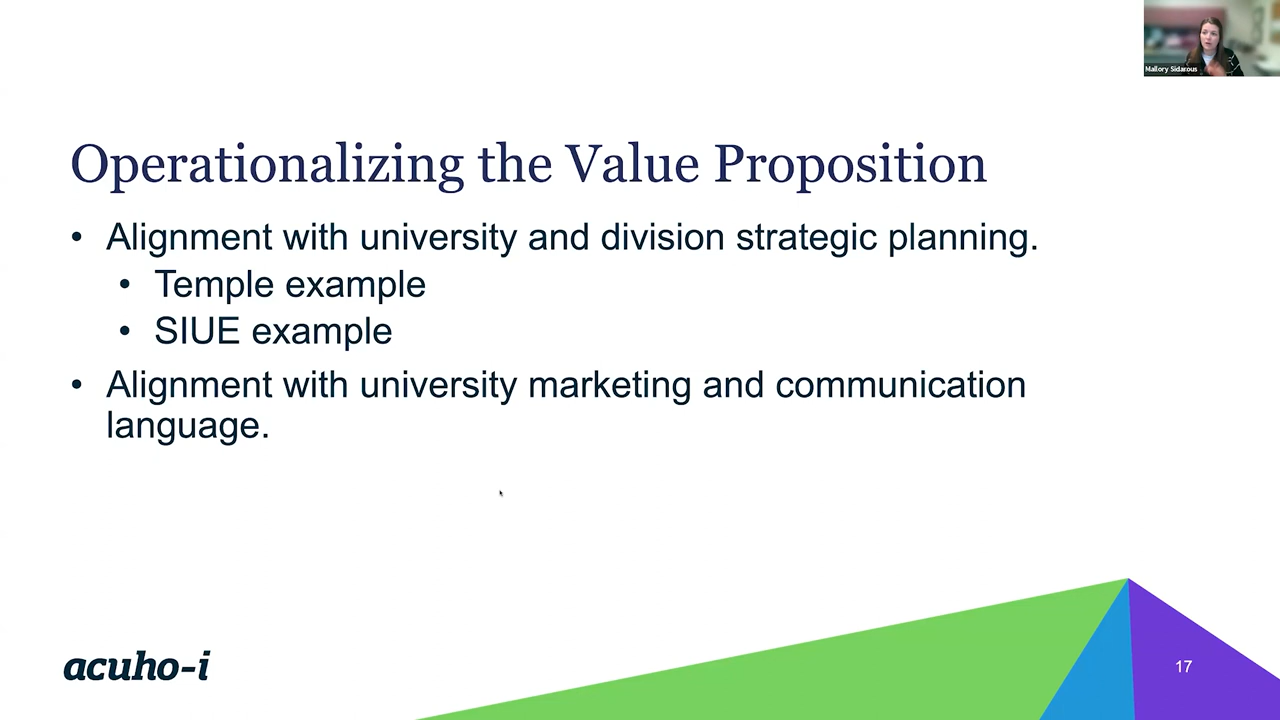 Mallory Sidarous
Operationalizing the Value Proposition
• Alignment with university and division strategic planning.
• Temple example
• SIUE example
• Alignment with university marketing and communication
language.
acuho-i
17